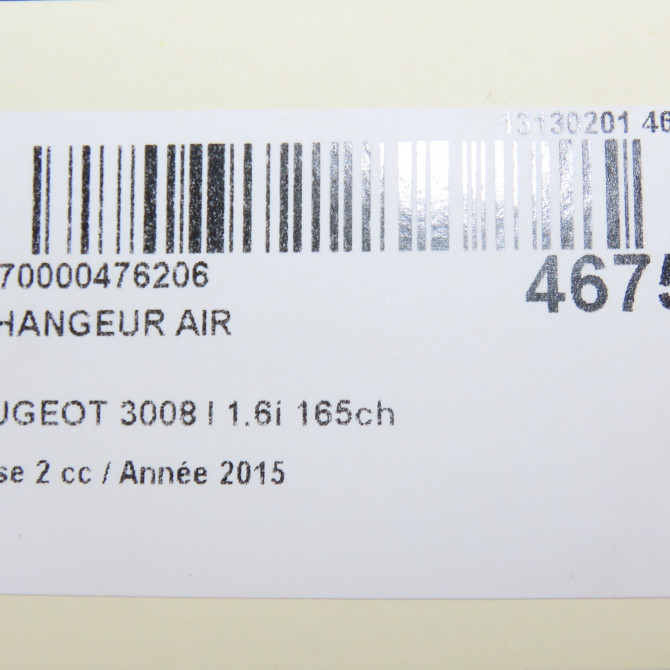 13130201 46
70000476206
4675
HANGEUR AIR
UGEOT 3008 I 1.6i 165ch
se 2 cc / Année 2015